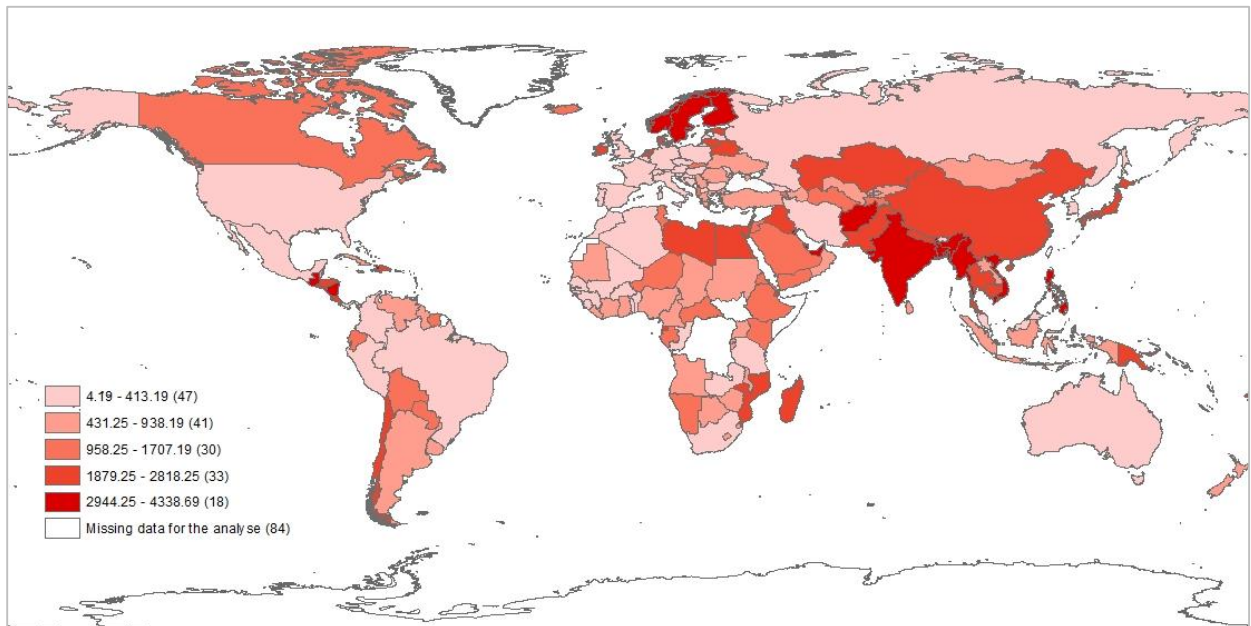 4.19 - 413.19 (47)
431.25 - 938.19 (41)
958.25 - 1707.19 (30)
1879.25 - 2818.25 (33)
2944.25 - 4338.69 (18)
Missing data for the analyse (84)